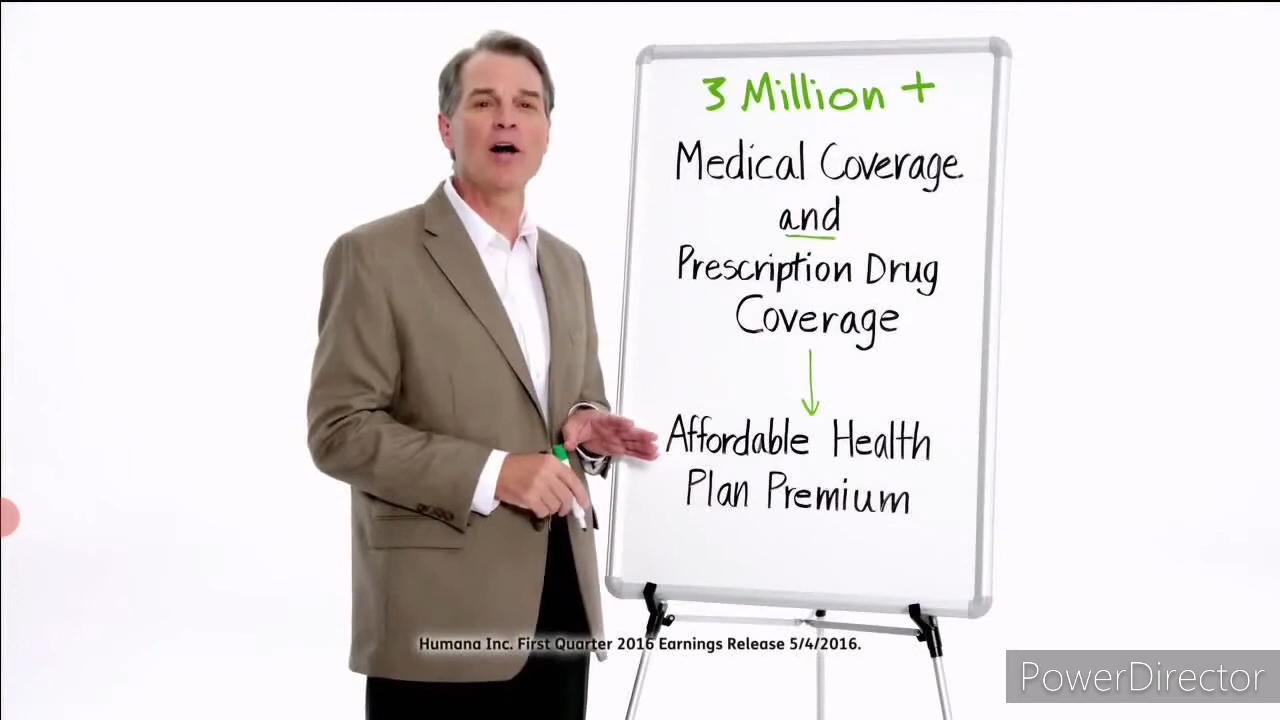 3 Million +
Medical Coverage
and
Prescription Drug
Coverage
Affordable Health
Plan Premium
Humana Inc. First Quarter 2016 Earnings Release 5/4/2016.
PowerDirector